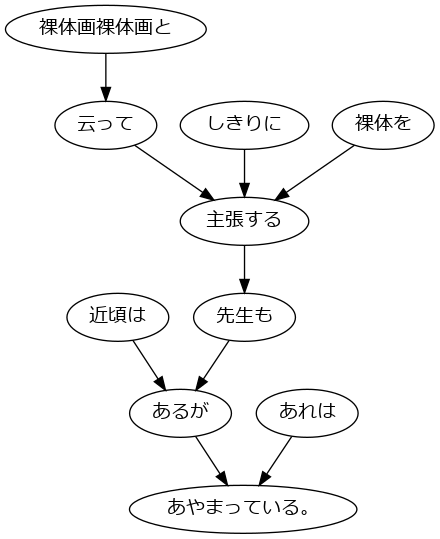 裸体画裸体画と
云って
しきりに
裸体を
主張する
近頃は
先生も
あるが
あれは
あやまっている。